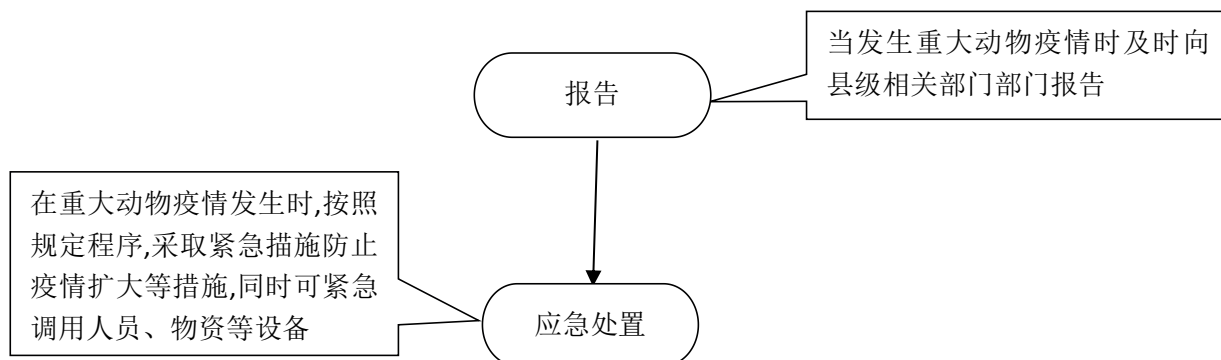 当发生重大动物疫情时及时向
县级相关部门部门报告
报告
在重大动物疫情发生时,按照
规定程序,采取紧急描施防止
疫情扩大等措施,同时可紧急
调用人员、物资等设备
应急处置